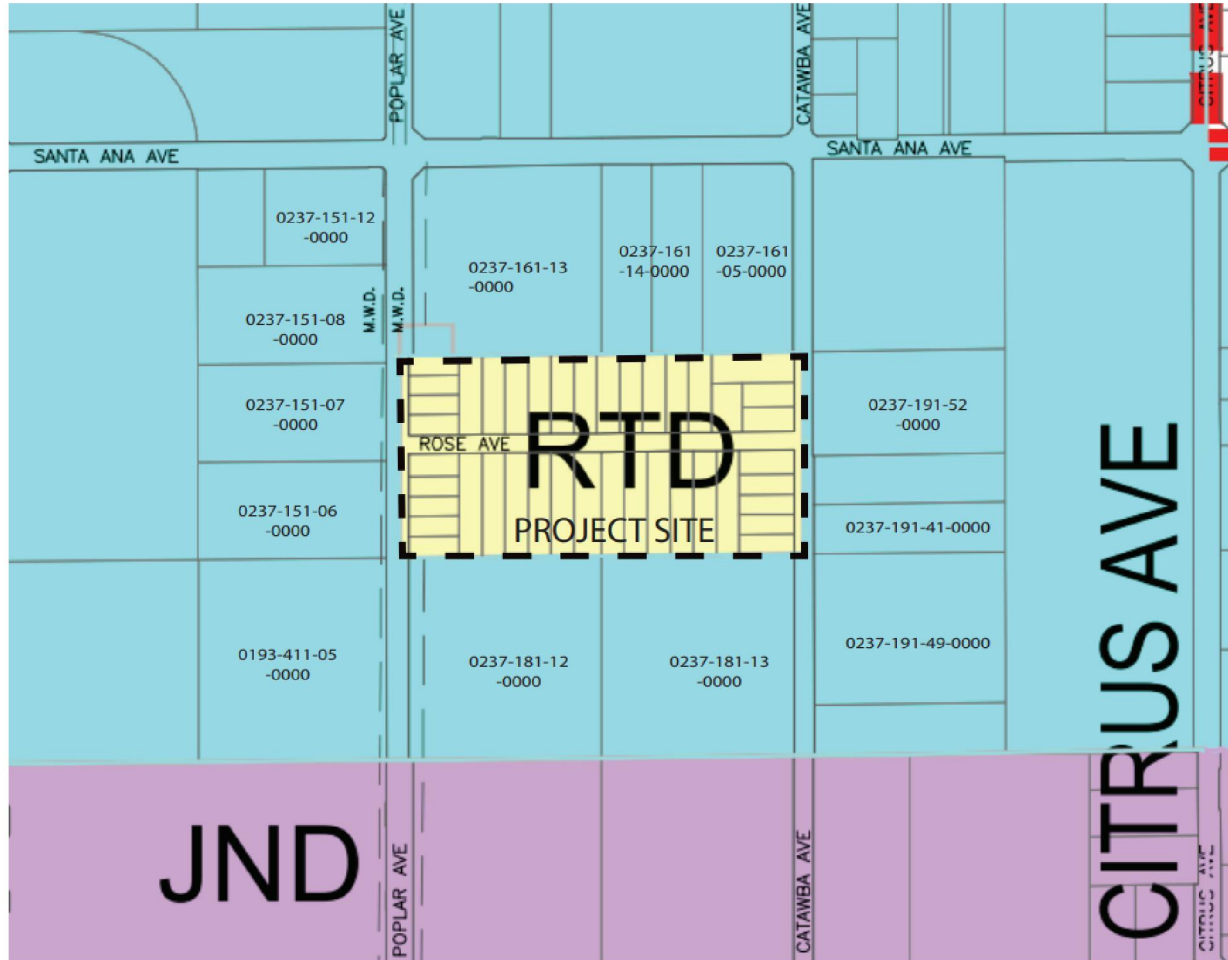 POPLAR AVE
CATAWBA AVE
CITRUS AVE
SANTA ANA AVE
SANTA ANA AVE
0237-151-12
-0000
0237-161-13
-0000
0237-161
-14-0000
0237-161
-05-0000
0237-151-08
-0000
M.W.D.
M.W.D.
0237-151-07
-0000
0237-191-52
-0000
ROSE AVE
RTD
PROJECT SITE
0237-151-06
-0000
0237-191-41-0000
0193-411-05
-0000
0237-181-12
-0000
0237-181-13
-0000
0237-191-49-0000
CITRUS AVE
JND
POPLAR AVE
CATAWBA AVE
CITRUS AVE